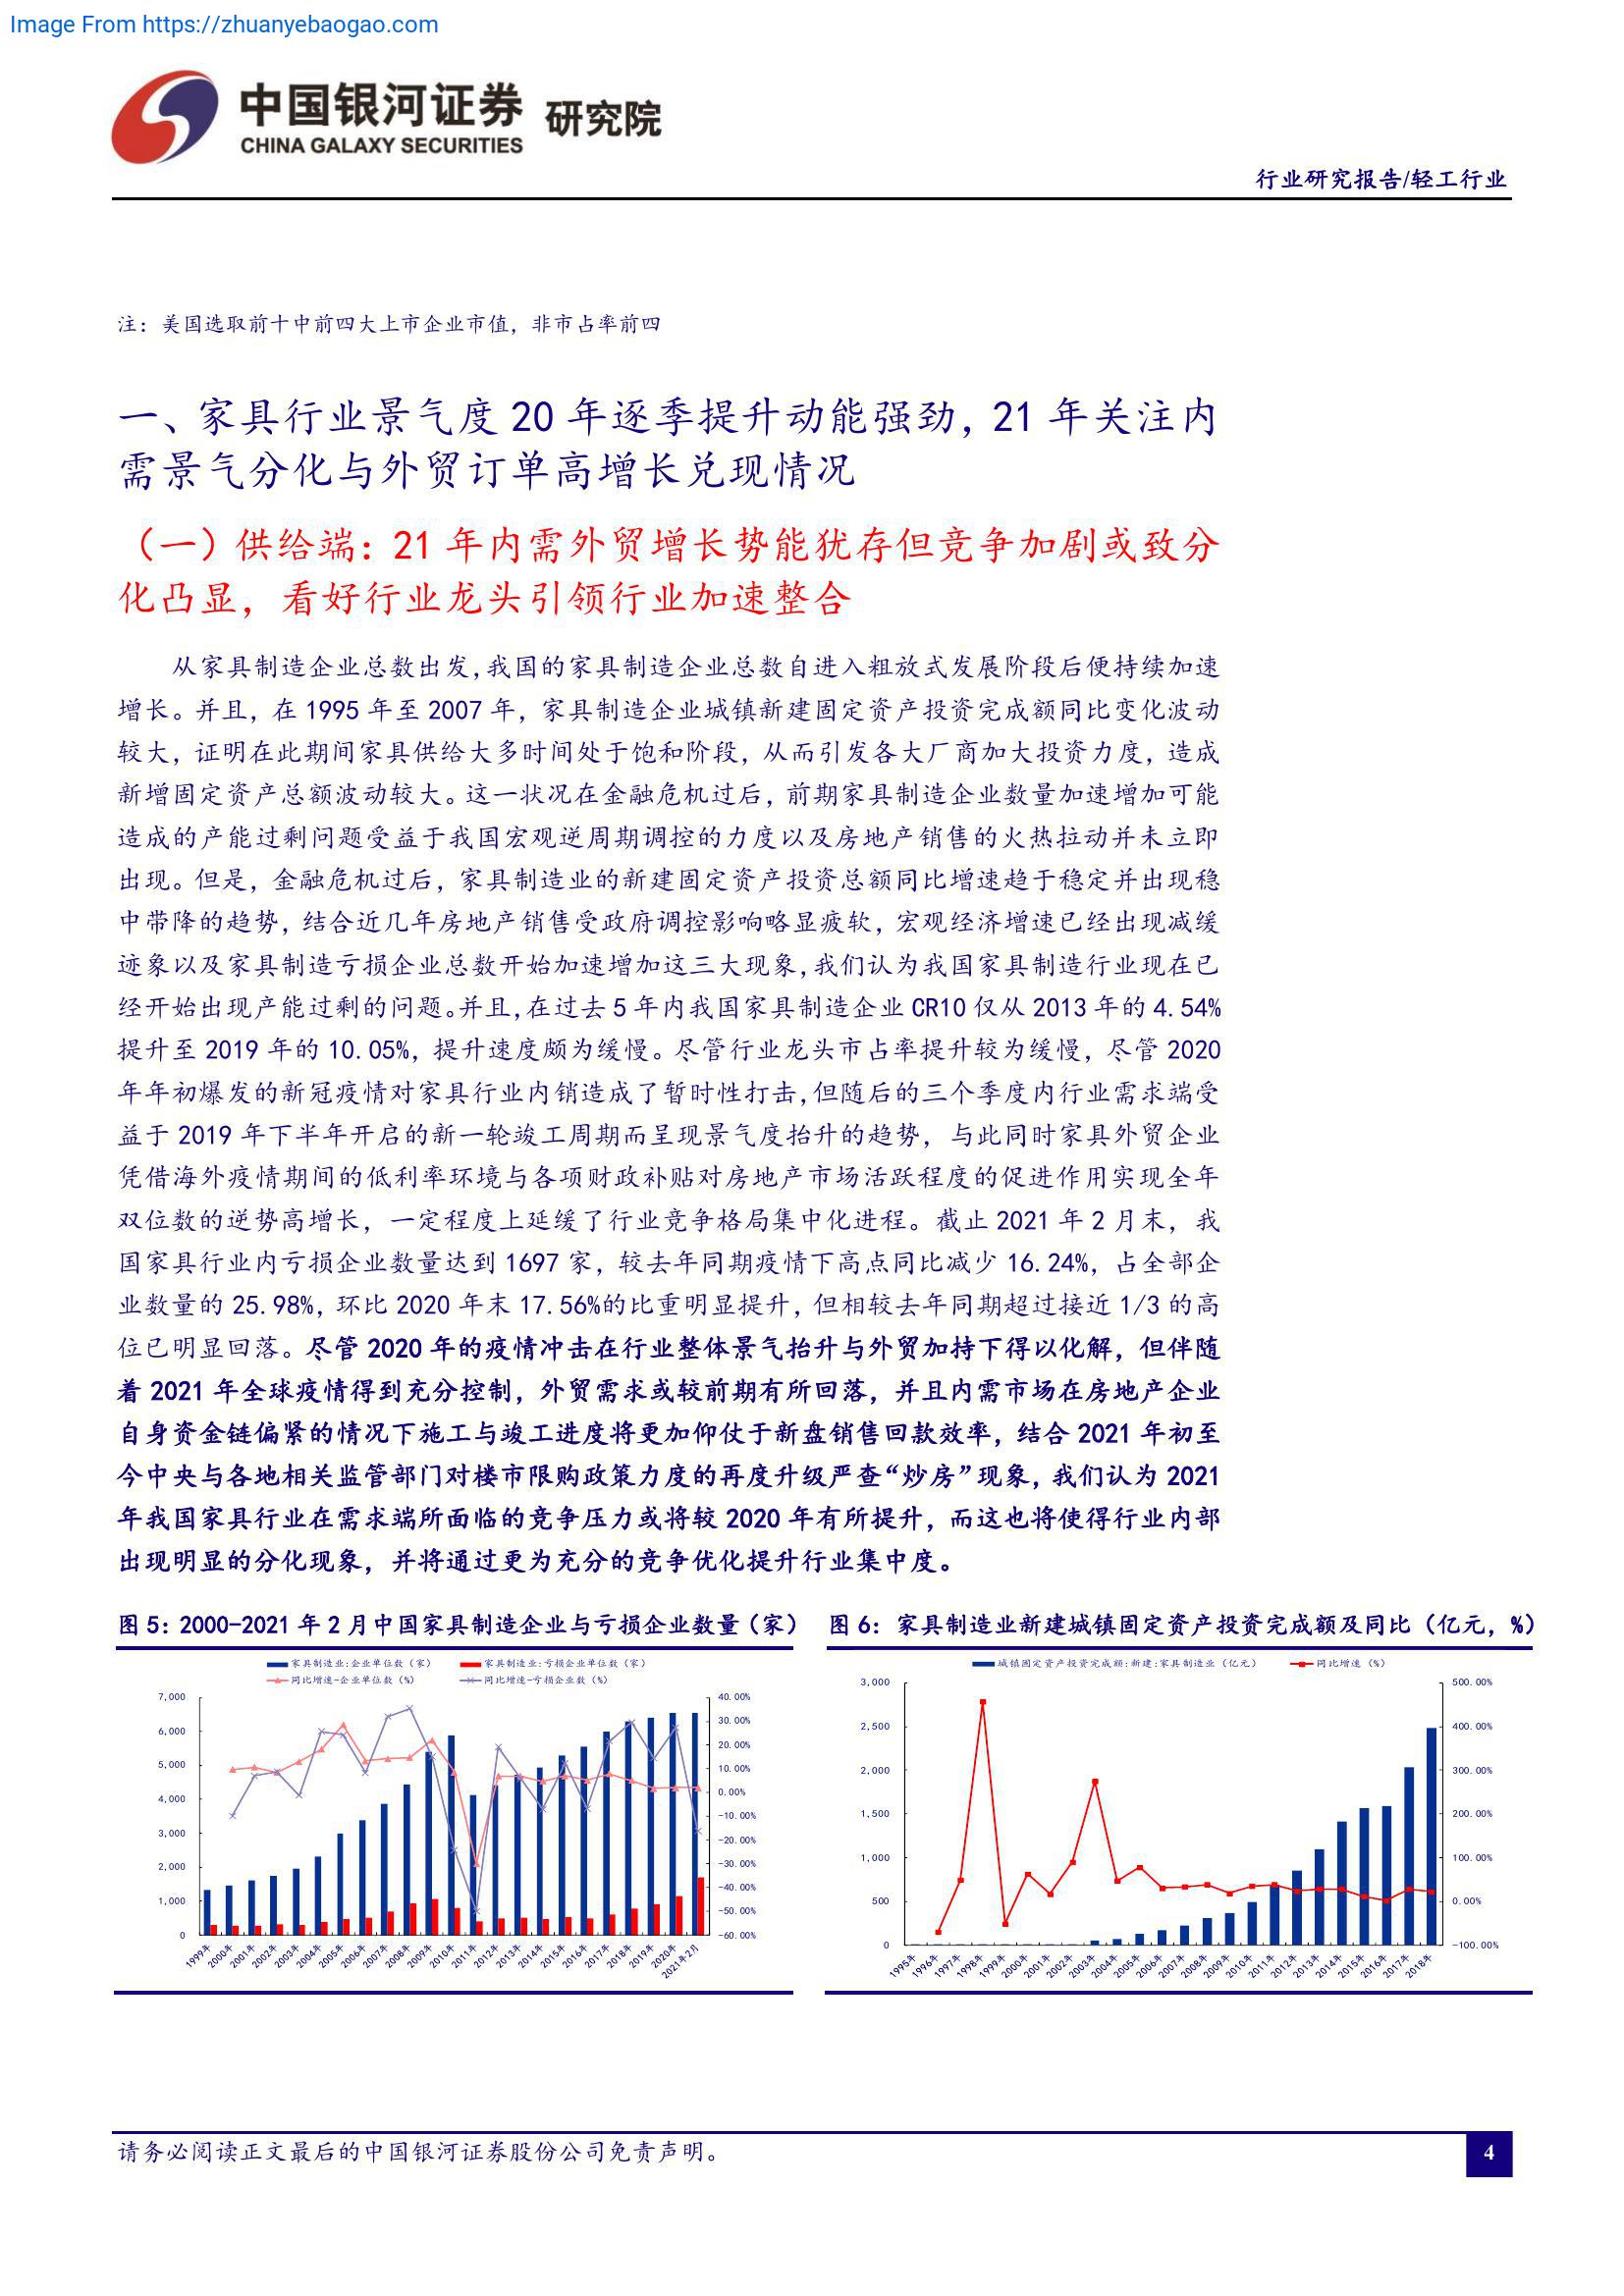 Image From https://zhuanyebaogao.com
中国银河证券 研究院
CHINA GALAXY SECURITIES
行业研究报告/轻工行业
注：美国选取前十中前四大上市企业市值，非市占率前四
一、家具行业景气度 20 年逐季提升动能强劲，21 年关注内
需景气分化与外贸订单高增长兑现情况
（一）供给端：21 年内需外贸增长势能犹存但竞争加剧或致分
化凸显，看好行业龙头引领行业加速整合
从家具制造企业总数出发，我国的家具制造企业总数自进入粗放式发展阶段后便持续加速
增长。并且，在 1995 年至 2007 年，家具制造企业城镇新建固定资产投资完成额同比变化波动
较大，证明在此期间家具供给大多时间处于饱和阶段，从而引发各大厂商加大投资力度，造成
新增固定资产总额波动较大。这一状况在金融危机过后，前期家具制造企业数量加速增加可能
造成的产能过剩问题受益于我国宏观逆周期调控的力度以及房地产销售的火热拉动并未立即
出现。但是，金融危机过后，家具制造业的新建固定资产投资总额同比增速趋于稳定并出现稳
中带降的趋势，结合近几年房地产销售受政府调控影响略显疲软，宏观经济增速已经出现减缓
迹象以及家具制造亏损企业总数开始加速增加这三大现象，我们认为我国家具制造行业现在已
经开始出现产能过剩的问题。并且，在过去 5 年内我国家具制造企业 CR10 仅从 2013 年的 4.54%
提升至 2019 年的 10.05%，提升速度颇为缓慢。尽管行业龙头市占率提升较为缓慢，尽管 2020
年年初爆发的新冠疫情对家具行业内销造成了暂时性打击，但随后的三个季度内行业需求端受
益于 2019 年下半年开启的新一轮竣工周期而呈现景气度抬升的趋势，与此同时家具外贸企业
凭借海外疫情期间的低利率环境与各项财政补贴对房地产市场活跃程度的促进作用实现全年
双位数的逆势高增长，一定程度上延缓了行业竞争格局集中化进程。截止 2021 年 2 月末，我
国家具行业内亏损企业数量达到 1697 家，较去年同期疫情下高点同比减少 16.24%，占全部企
业数量的 25.98%，环比 2020 年末 17.56%的比重明显提升，但相较去年同期超过接近 1/3 的高
位已明显回落。尽管 2020 年的疫情冲击在行业整体景气抬升与外贸加持下得以化解，但伴随
着 2021 年全球疫情得到充分控制，外贸需求或较前期有所回落，并且内需市场在房地产企业
自身资金链偏紧的情况下施工与竣工进度将更加仰仗于新盘销售回款效率，结合 2021 年初至
今中央与各地相关监管部门对楼市限购政策力度的再度升级严查“炒房”现象，我们认为 2021
年我国家具行业在需求端所面临的竞争压力或将较 2020 年有所提升，而这也将使得行业内部
出现明显的分化现象，并将通过更为充分的竞争优化提升行业集中度。
图 5：2000-2021 年 2 月中国家具制造企业与亏损企业数量（家）
家具制造业:企业单位数（家） 家具制造业:亏损企业单位数（家）
同比增速-企业单位数（%） 同比增速-亏损企业数（%）
7,000 40.00%
6,000 30.00%
5,000 20.00%
4,000 10.00%
3,000 0.00%
2,000 -10.00%
1,000 -20.00%
0 -30.00%
-40.00%
-50.00%
-60.00%
1999年 2000年 2001年 2002年 2003年 2004年 2005年 2006年 2007年 2008年 2009年 2010年 2011年 2012年 2013年 2014年 2015年 2016年 2017年 2018年 2019年 2020年 2021年2月
图 6：家具制造业新建城镇固定资产投资完成额及同比（亿元，%）
城镇固定资产投资完成额:新建:家具制造业（亿元） 同比增速（%）
3,000 500.00%
2,500 400.00%
2,000 300.00%
1,500 200.00%
1,000 100.00%
500 0.00%
0 -100.00%
1995年 1996年 1997年 1998年 1999年 2000年 2001年 2002年 2003年 2004年 2005年 2006年 2007年 2008年 2009年 2010年 2011年 2012年 2013年 2014年 2015年 2016年 2017年 2018年
请务必阅读正文最后的中国银河证券股份公司免责声明。
4